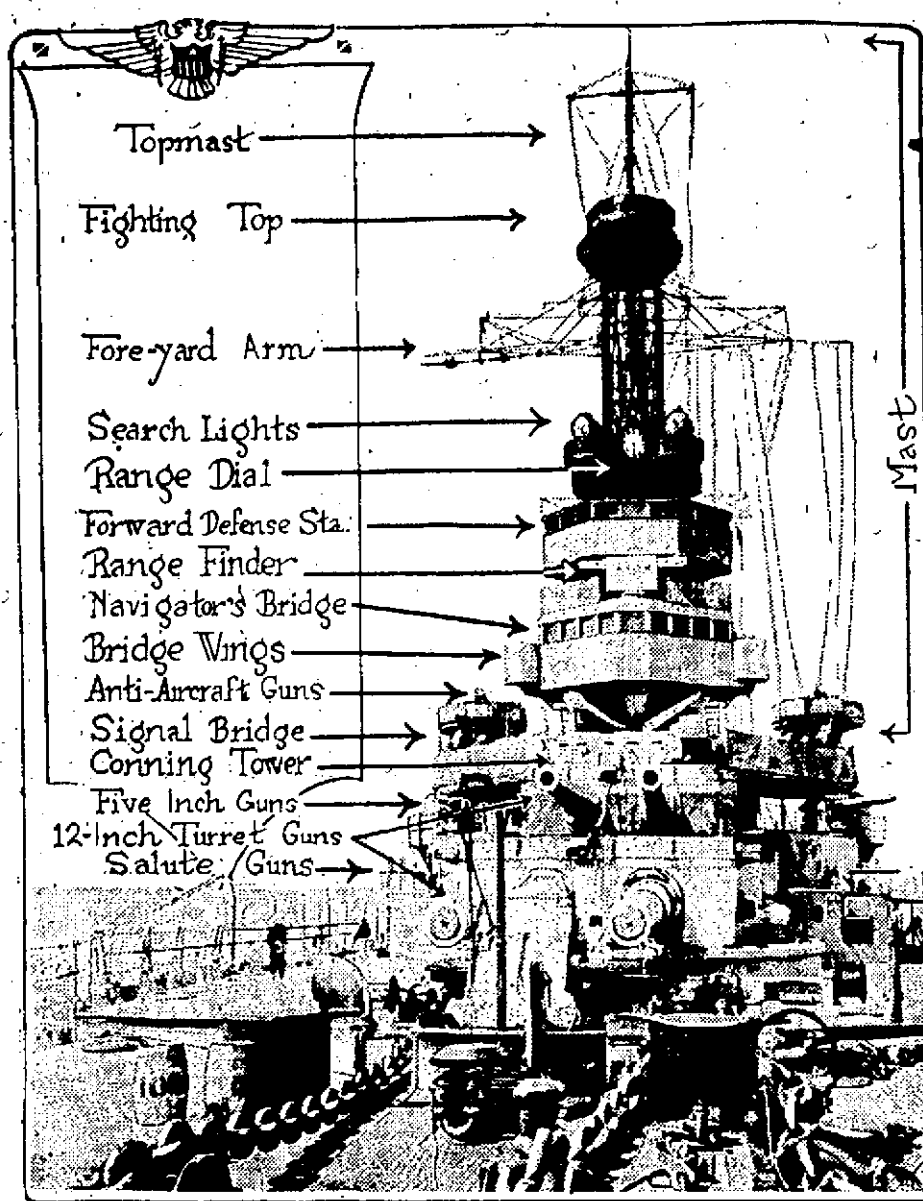 Topmast
Fighting Top
Fore-yard Arm
Search Lights
Range Dial
Forward Defense Sta.
Range Finder
Navigator's Bridge
Bridge Wings
Anti-Aircraft Guns
Signal Bridge
Conning Tower
Five Inch Guns
12-Inch Turret Guns
Salute Guns
Mast